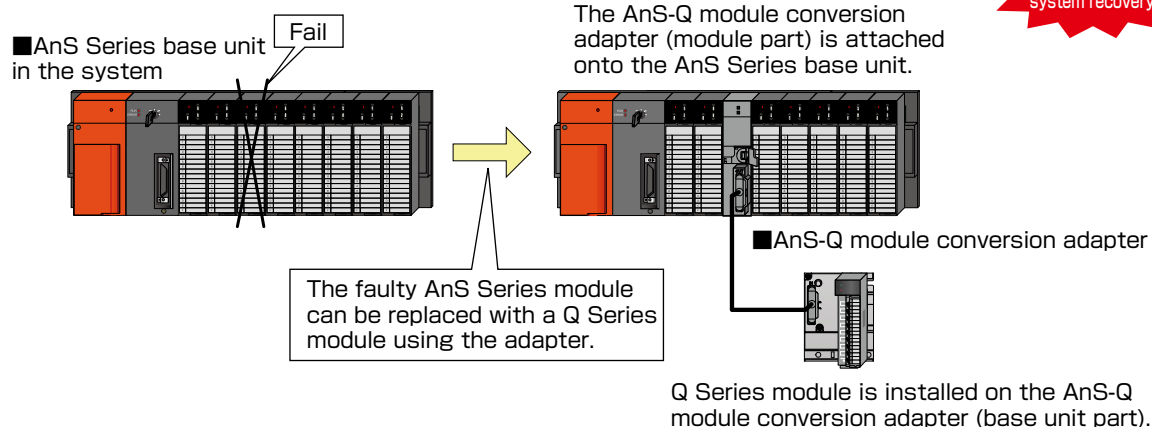 ■AnS Series base unit
in the system
Fail
The AnS-Q module conversion
adapter (module part) is attached
onto the AnS Series base unit.
system recovery
The faulty AnS Series module
can be replaced with a Q Series
module using the adapter.
■AnS-Q module conversion adapter
Q Series module is installed on the AnS-Q
module conversion adapter (base unit part).